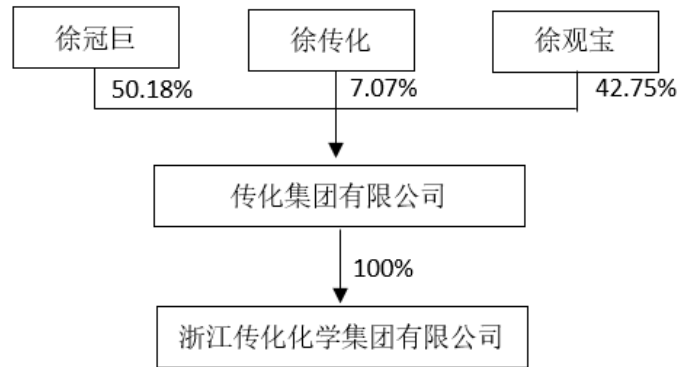 徐冠巨
徐传化
徐观宝
50.18%
7.07%
42.75%
传化集团有限公司
100%
浙江传化化学集团有限公司